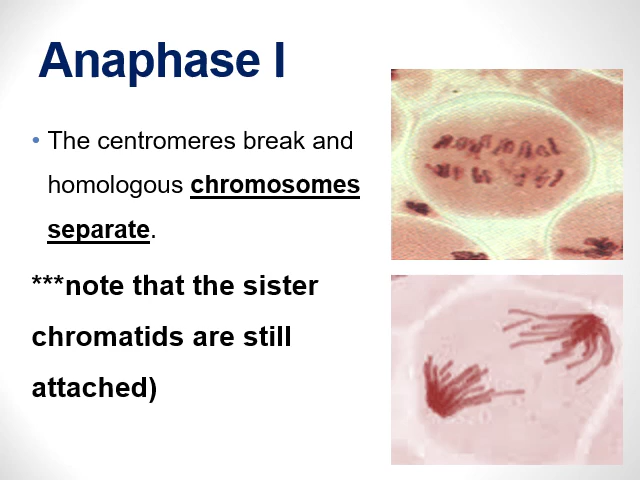 Anaphase I
• The centromeres break and
homologous chromosomes
separate.
***note that the sister
chromatids are still
attached)